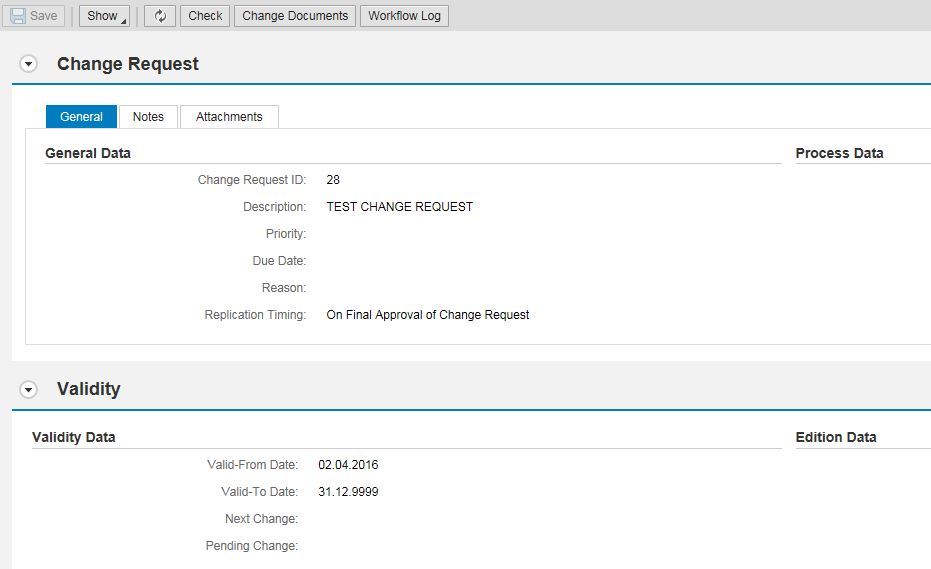 Save Show Check Change Documents Workflow Log
Change Request
General Notes Attachments
General Data Process Data
Change Request ID: 28
Description: TEST CHANGE REQUEST
Priority:
Due Date:
Reason:
Replication Timing: On Final Approval of Change Request
Validity
Validity Data Edition Data
Valid-From Date: 02.04.2016
Valid-To Date: 31.12.9999
Next Change:
Pending Change: